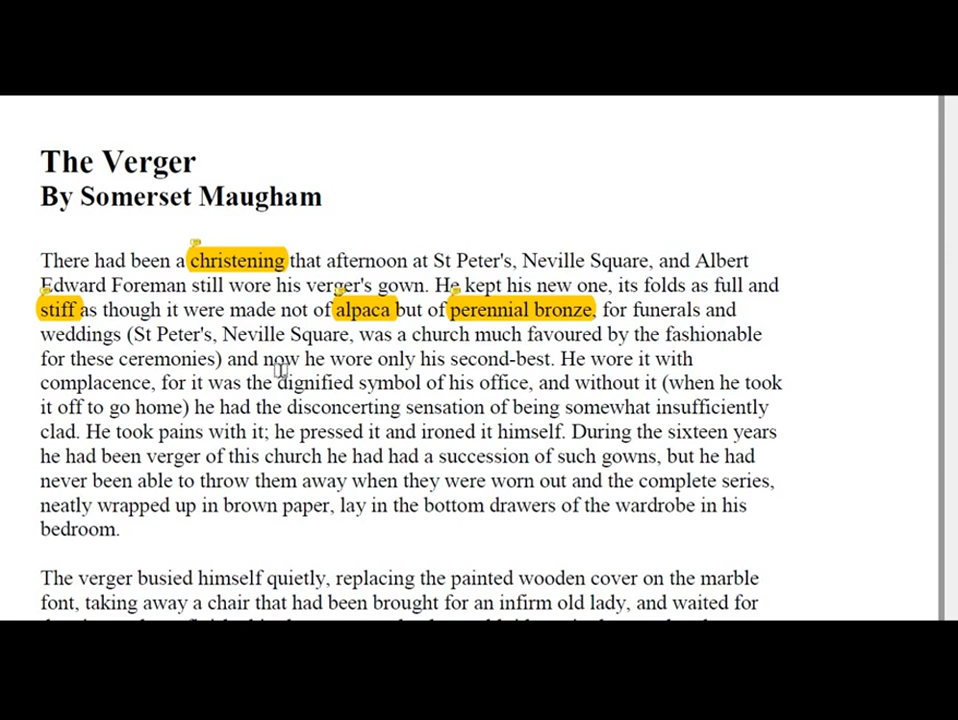 The Verger
By Somerset Maugham
There had been a christening that afternoon at St Peter's, Neville Square, and Albert
Edward Foreman still wore his verger's gown. He kept his new one, its folds as full and
stiff as though it were made not of alpaca but of perennial bronze, for funerals and
weddings (St Peter's, Neville Square, was a church much favoured by the fashionable
for these ceremonies) and now he wore only his second-best. He wore it with
complacence, for it was the dignified symbol of his office, and without it (when he took
it off to go home) he had the disconcerting sensation of being somewhat insufficiently
clad. He took pains with it; he pressed it and ironed it himself. During the sixteen years
he had been verger of this church he had had a succession of such gowns, but he had
never been able to throw them away when they were worn out and the complete series,
neatly wrapped up in brown paper, lay in the bottom drawers of the wardrobe in his
bedroom.
The verger busied himself quietly, replacing the painted wooden cover on the marble
font, taking away a chair that had been brought for an infirm old lady, and waited for